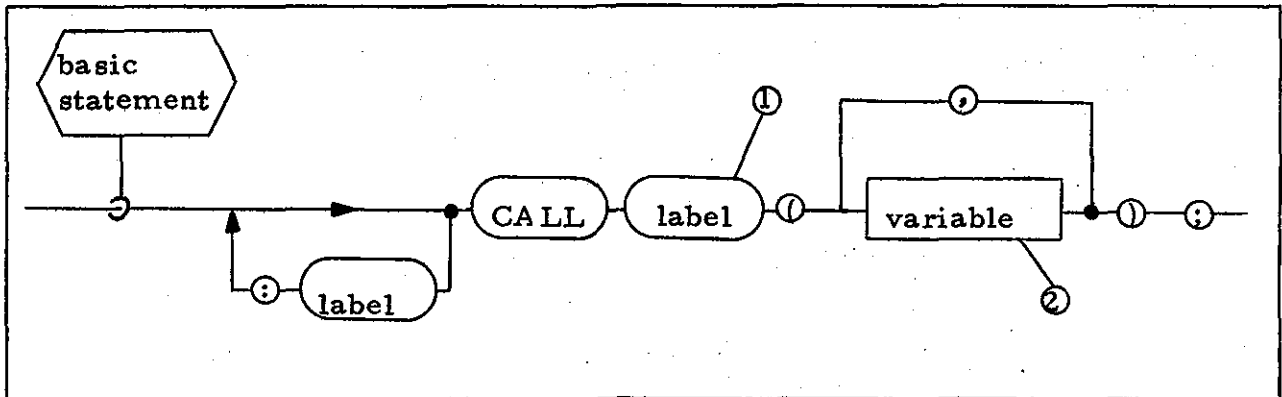 basic
statement
①
,
CALL
label
(
variable
)
;
:
label
②